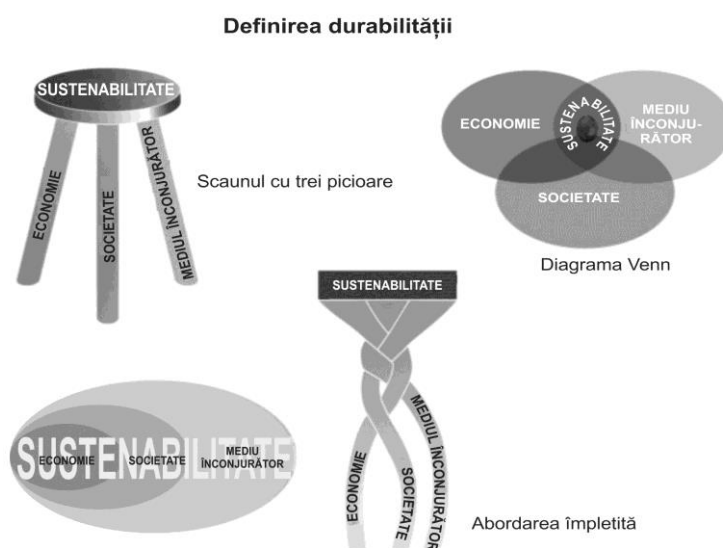 Definirea durabilității
SUSTENABILITATE
ECONOMIE
SOCIETATE
MEDIUL ÎNCONJURĂTOR
Scaunul cu trei picioare
ECONOMIE
SUSTENABILITATE
MEDIU
ÎNCONJU-
RĂTOR
SOCIETATE
Diagrama Venn
SUSTENABILITATE
ECONOMIE
SOCIETATE
MEDIUL ÎNCONJURĂTOR
Abordarea împletită
SUSTENABILITATE
ECONOMIE
SOCIETATE
MEDIU
ÎNCONJURĂTOR